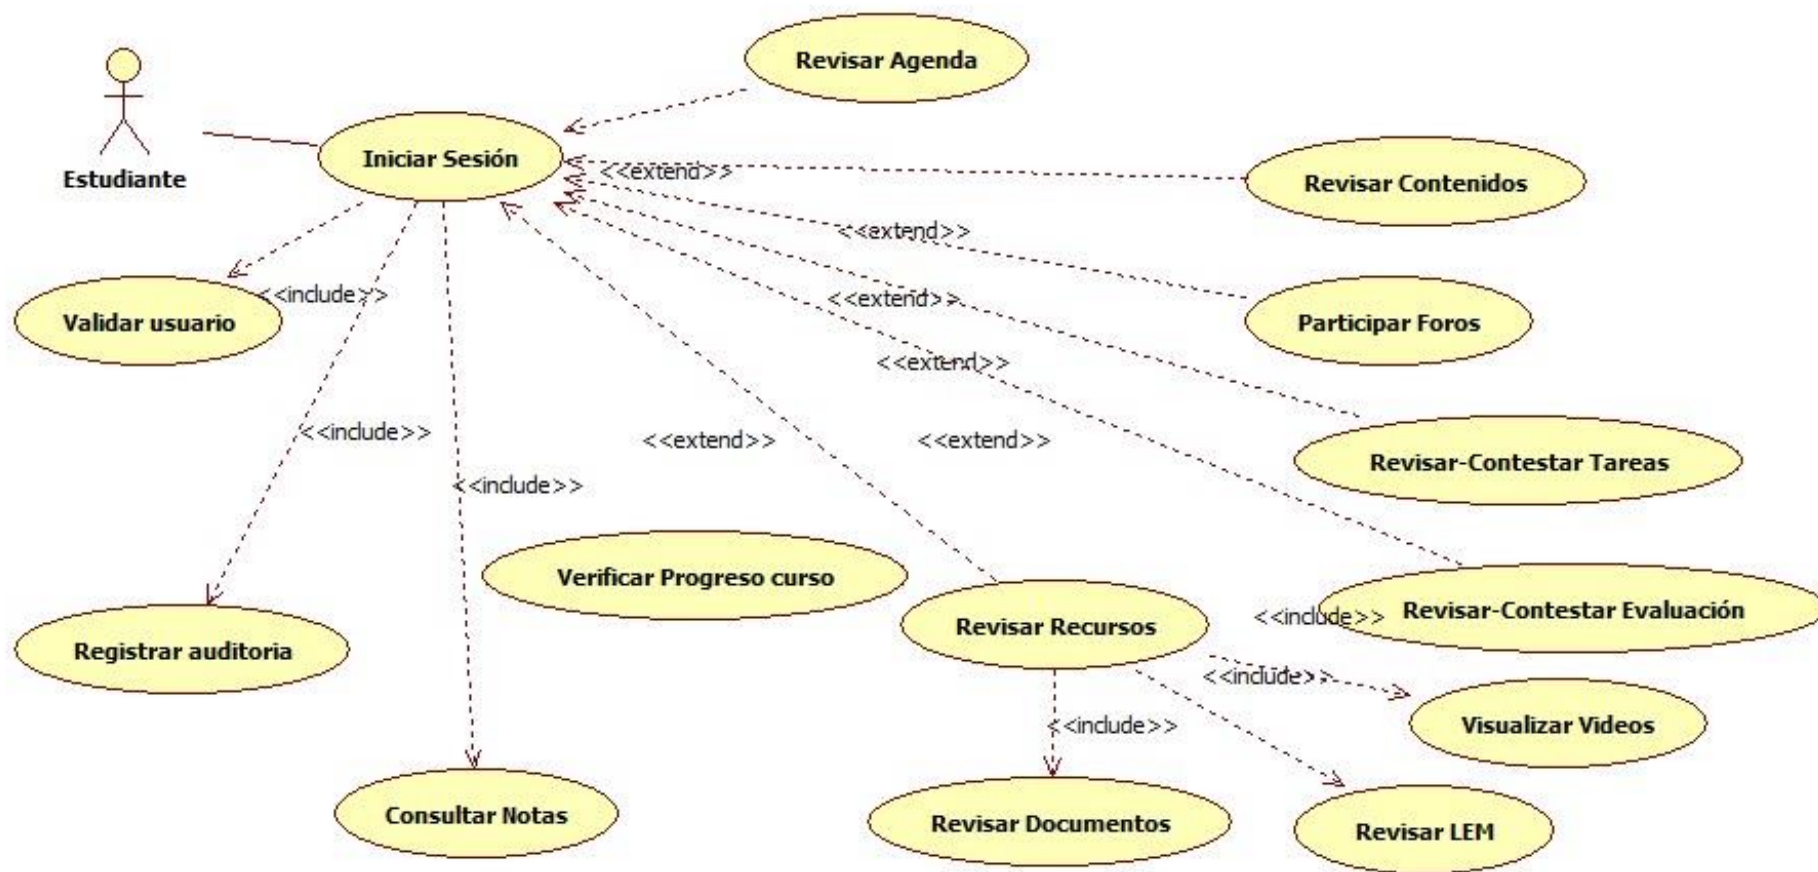 Revisar Agenda
Iniciar Sesión
Estudiante
<<extend>>
Revisar Contenidos
<<extend>>
<<include>>
Validar usuario
<<extend>>
Participar Foros
<<extend>>
<<include>>
<<extend>>
<<extend>>
Revisar-Contestar Tareas
<<include>>
Verificar Progreso curso
Revisar Recursos
<<include>>
Revisar-Contestar Evaluación
Registrar auditoria
<<include>>
<<include>>
Visualizar Videos
Consultar Notas
Revisar Documentos
Revisar LEM